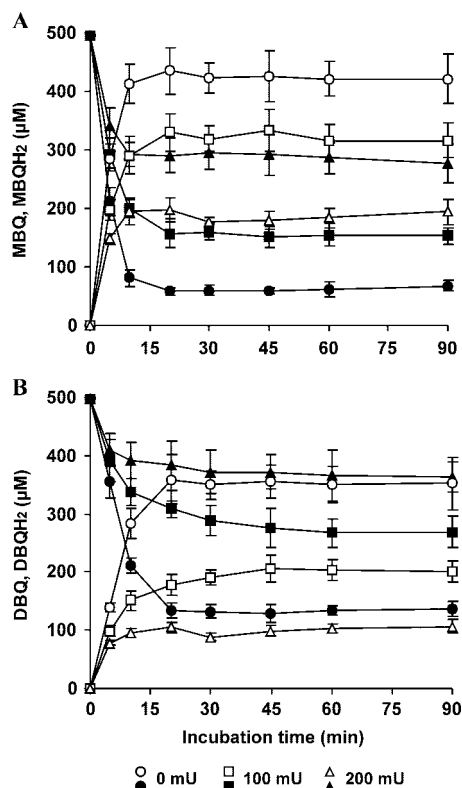 A
MBQ, MBQH2 (µM)
500
400
300
200
100
0
0 15 30 45 60 90
B
DBQ, DBQH2 (µM)
500
400
300
200
100
0
0 15 30 45 60 90
Incubation time (min)
0 mU 100 mU 200 mU